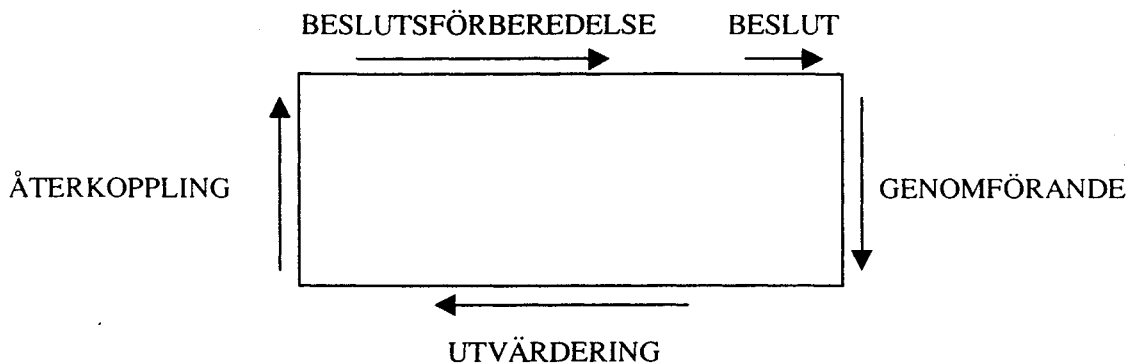 BESLUTSFÖRBEREDELSE BESLUT
ÅTERKOPPLING GENOMFÖRANDE
UTVÄRDERING